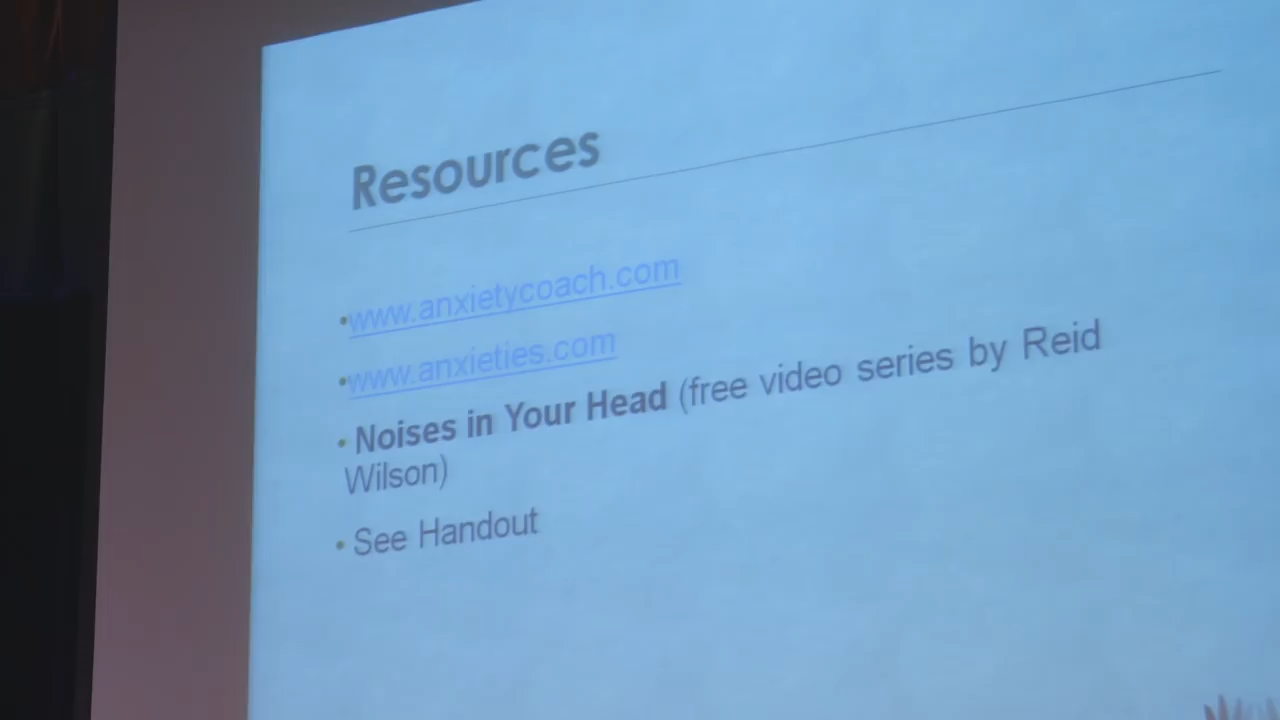 Resources
•www.anxietycoach.com
•www.anxieties.com
• Noises in Your Head (free video series by Reid
Wilson)
• See Handout